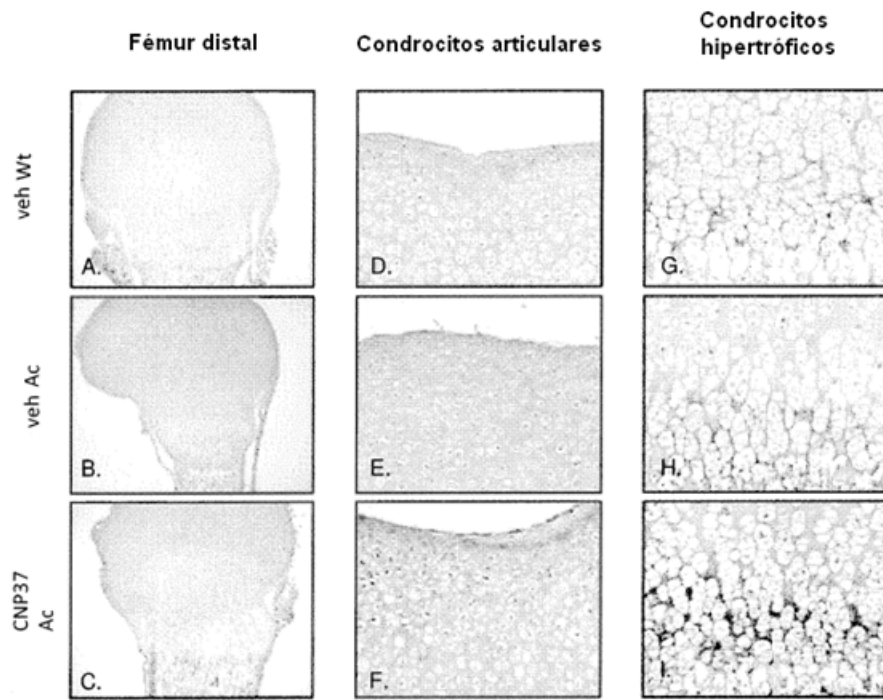 Fémur distal
Condrocitos articulares
Condrocitos
hipertróficos
veh Wt
A.
D.
G.
veh Ac
B.
E.
H.
CNP37
Ac
C.
F.
I.